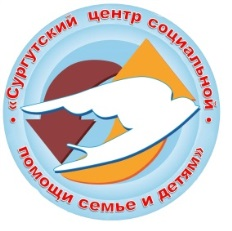 • «Сургутский центр социальной •
помощи семье и детям»